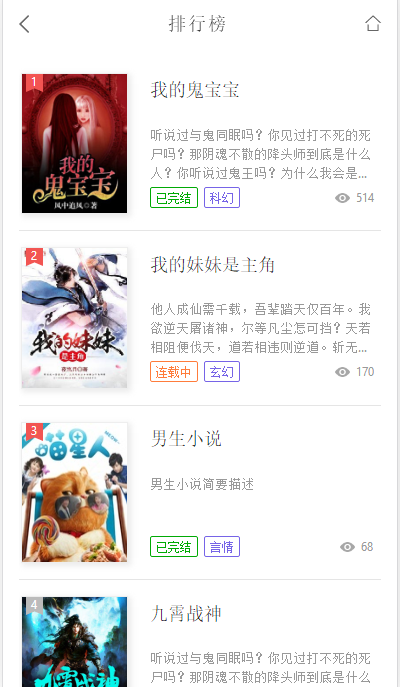 排行榜
1
我的
鬼宝宝
风中追风◎著
我的鬼宝宝
听说过与鬼同眠吗？你见过打不死的死
尸吗？那阴魂不散的降头师到底是什么
人？你听说过鬼王吗？为什么我会是...
已完结 科幻 514
2
我的妹妹
是主角
我的妹妹是主角
他人成仙需千载，吾辈踏天仅百年。我
欲逆天屠诸神，尔等凡尘怎可挡？天若
相阻便伐天，道若相违则逆道。斩无...
连载中 玄幻 170
3
喵星人
男生小说
男生小说简要描述
已完结 言情 68
4
九霄战神
九霄战神
听说过与鬼同眠吗？你见过打不死的死
尸吗？那阴魂不散的降头师到底是什么